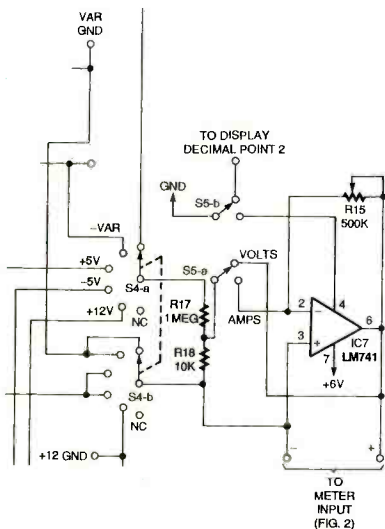 VAR
GND
TO DISPLAY
DECIMAL POINT 2
GND
S5-b
R15
500K
–VAR
+5V
–5V
+12V
S4-a
NC
S5-a
VOLTS
AMPS
R17
1MEG
R18
10K
2
–
4
6
3
+
7
IC7
LM741
+6V
S4-b
NC
+12 GND
–
+
TO
METER
INPUT
(FIG. 2)